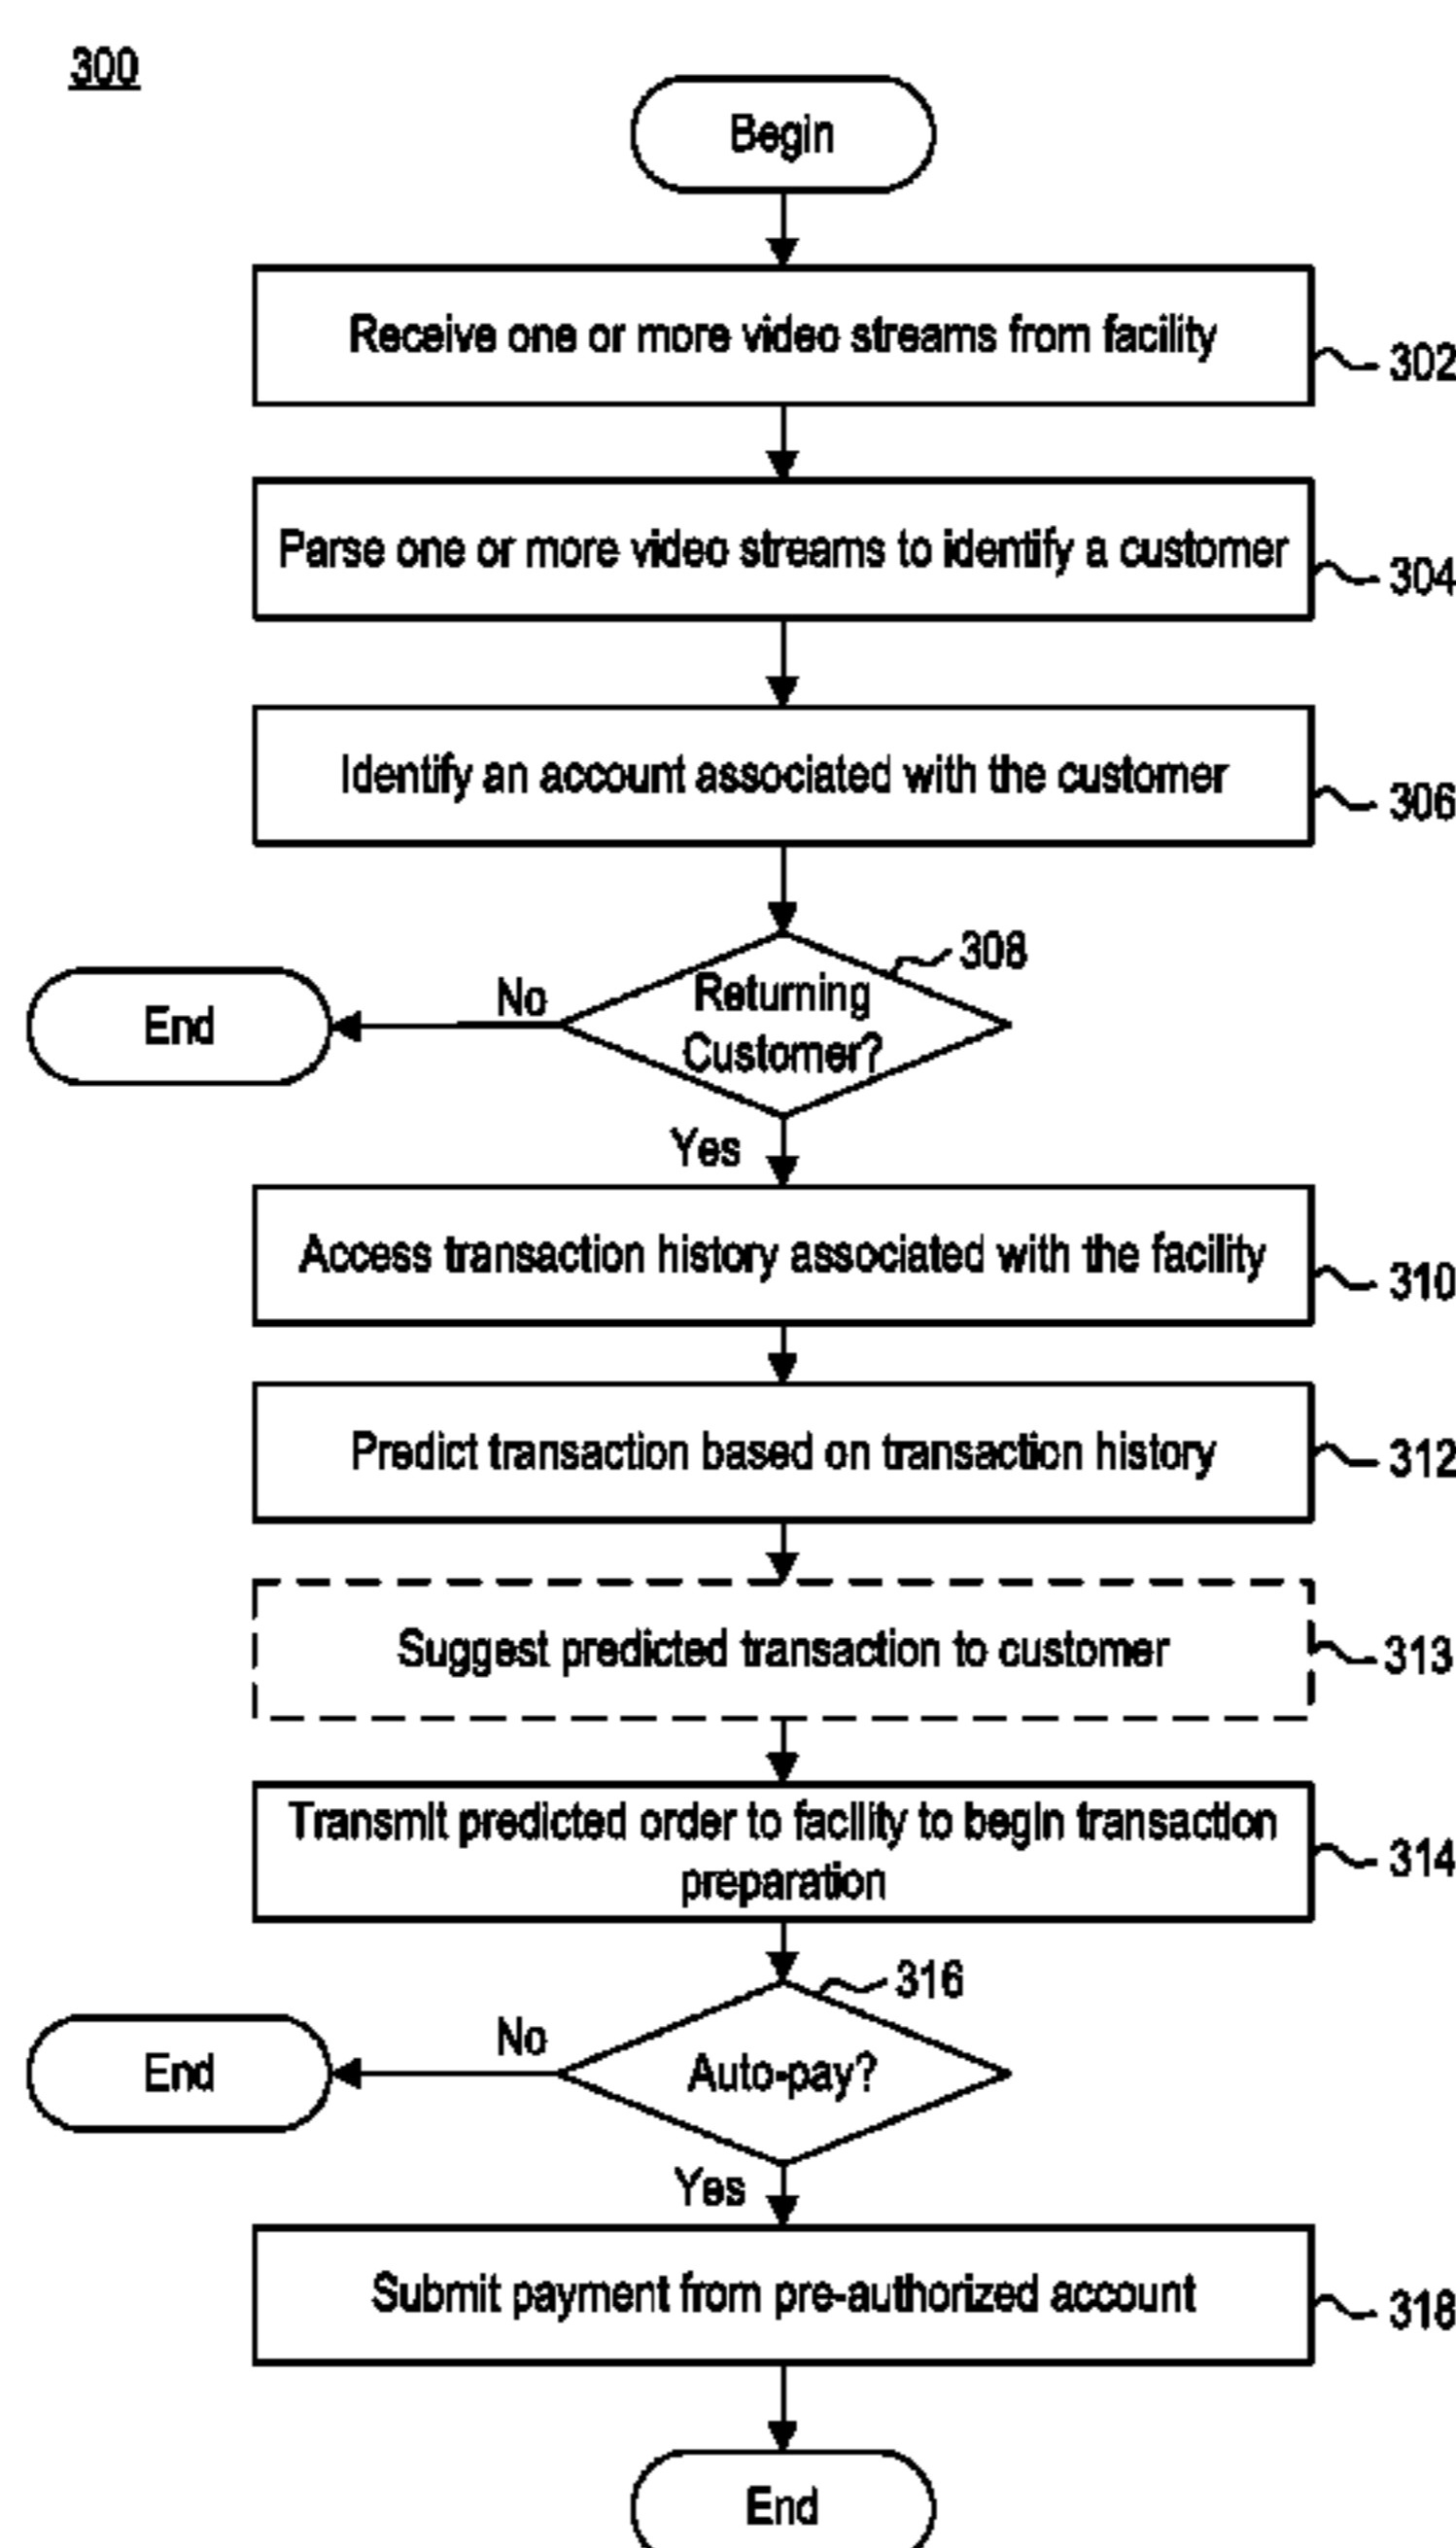 300
Begin
Receive one or more video streams from facility
302
Parse one or more video streams to identify a customer
304
Identify an account associated with the customer
306
308
Returning
Customer?
No
End
Yes
Access transaction history associated with the facility
310
Predict transaction based on transaction history
312
Suggest predicted transaction to customer
313
Transmit predicted order to facility to begin transaction
preparation
314
316
Auto-pay?
No
End
Yes
Submit payment from pre-authorized account
318
End